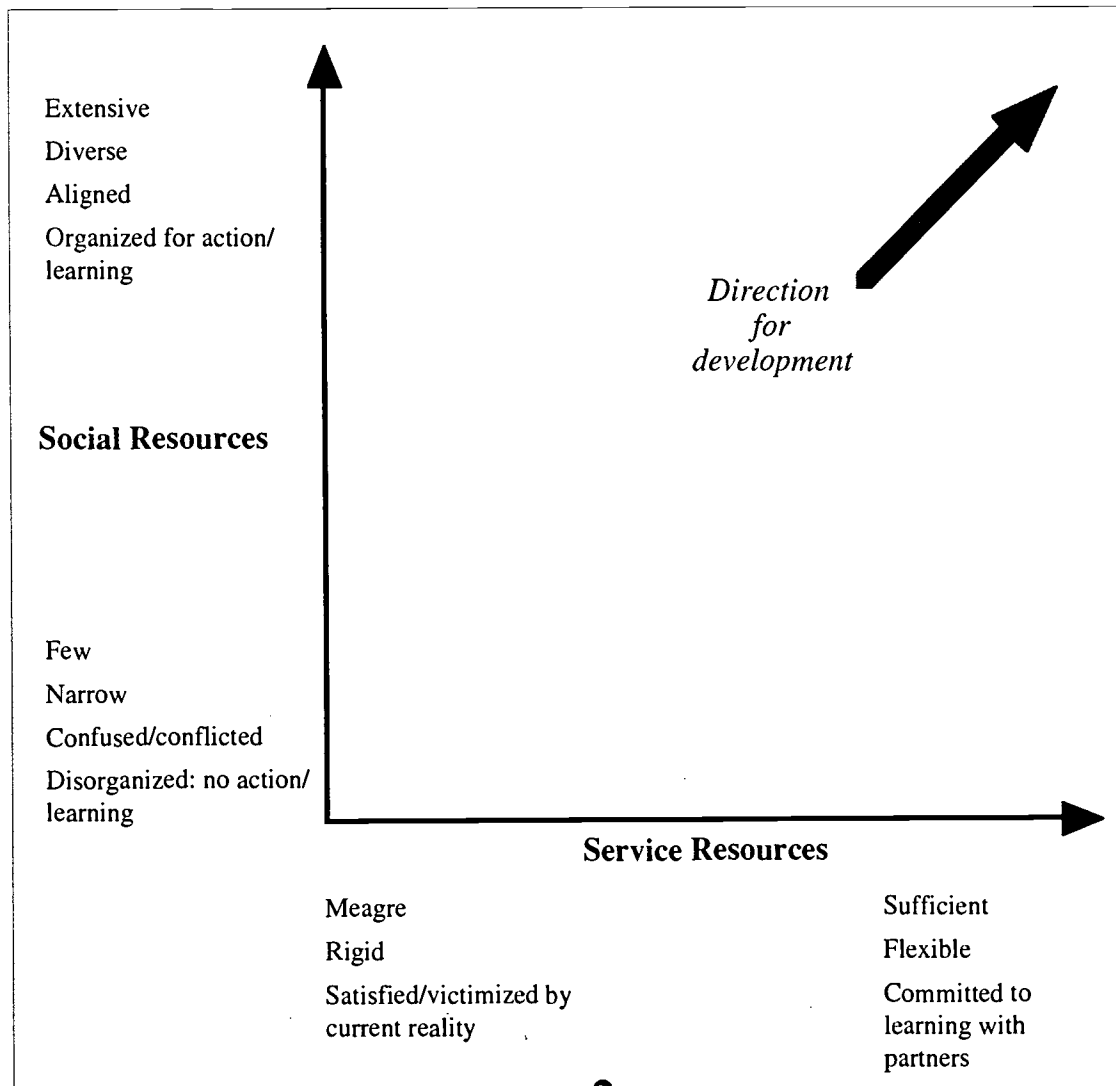 Extensive
Diverse
Aligned
Organized for action/
learning
Direction
for
development
Social Resources
Few
Narrow
Confused/conflicted
Disorganized: no action/
learning
Service Resources
Meagre
Rigid
Satisfied/victimized by
current reality
Sufficient
Flexible
Committed to
learning with
partners